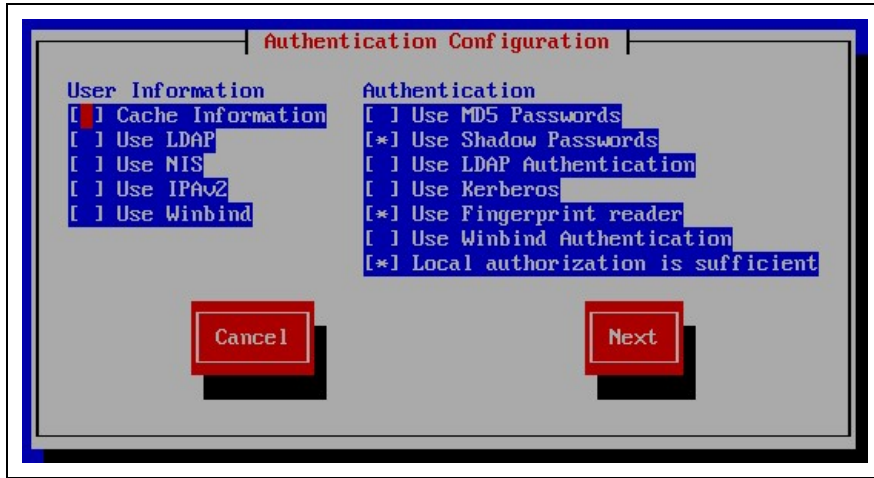 Authentication Configuration
User Information
[ ] Cache Information
[ ] Use LDAP
[ ] Use NIS
[ ] Use IPAv2
[ ] Use Winbind
Authentication
[ ] Use MD5 Passwords
[*] Use Shadow Passwords
[ ] Use LDAP Authentication
[ ] Use Kerberos
[*] Use Fingerprint reader
[ ] Use Winbind Authentication
[*] Local authorization is sufficient
Cancel
Next